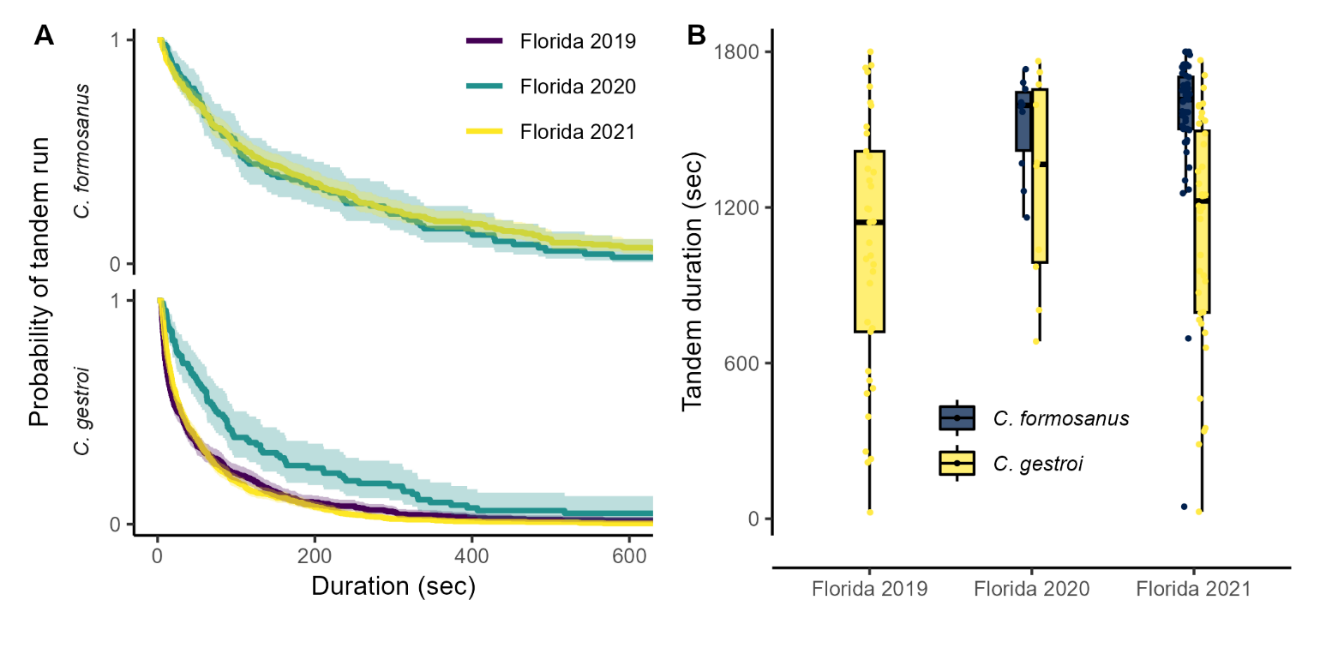 A
Probability of tandem run
C. formosanus
1
0
C. gestroi
1
0
0 200 400 600
Duration (sec)
Florida 2019
Florida 2020
Florida 2021
B
Tandem duration (sec)
1800
1200
600
0
C. formosanus
C. gestroi
Florida 2019 Florida 2020 Florida 2021